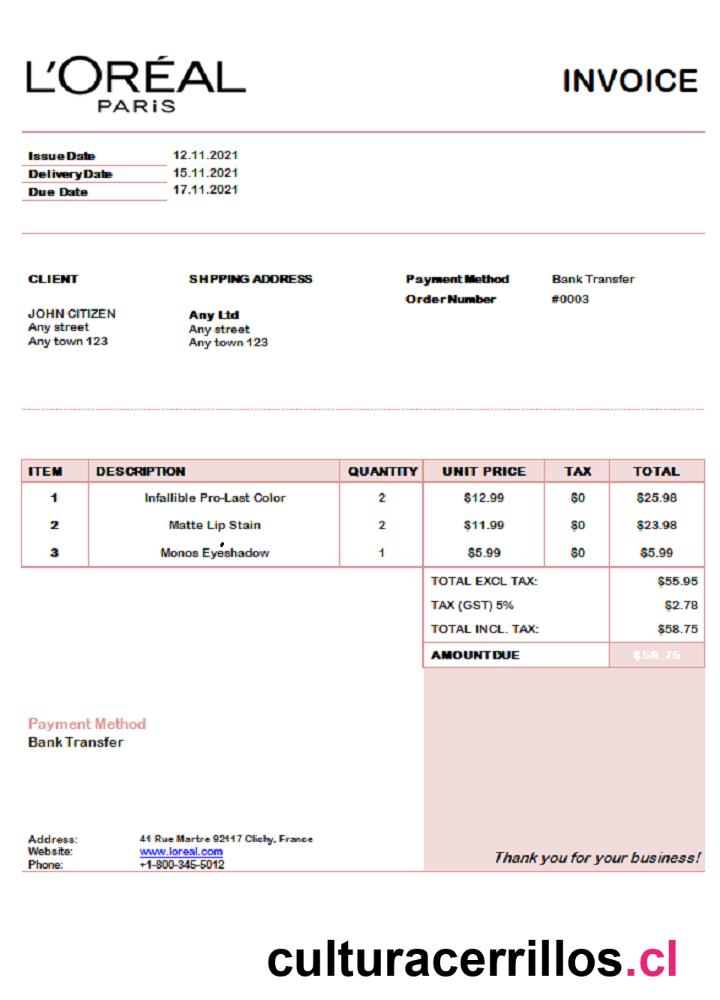 L'ORÉAL
PARiS
INVOICE
Issue Date 12.11.2021
Delivery Date 15.11.2021
Due Date 17.11.2021
CLIENT SHPPING ADDRESS Payment Method Bank Transfer
Order Number #0003
JOHN CITIZEN Any Ltd
Any street Any street
Any town 123 Any town 123
ITEM DESCRIPTION QUANTITY UNIT PRICE TAX TOTAL
1 Infallible Pro-Last Color 2 $12.99 $0 $25.98
2 Matte Lip Stain 2 $11.99 $0 $23.98
3 Monos Eyeshadow 1 $5.99 $0 $5.99
TOTAL EXCL TAX: $55.95
TAX (GST) 5% $2.78
TOTAL INCL. TAX: $58.75
AMOUNT DUE $58.75
Payment Method
Bank Transfer
Address: 41 Rue Martre 92117 Clichy, France
Website: www.loreal.com
Phone: +1-800-345-5012
Thank you for your business!
culturacerrillos.cl